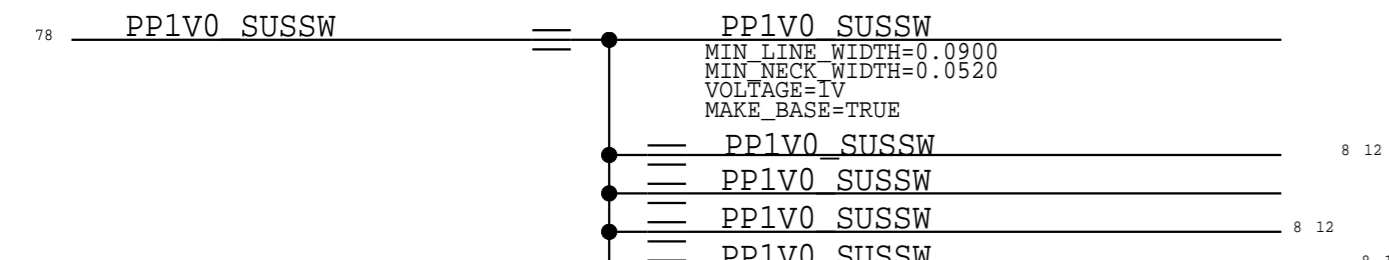 78 PP1V0_SUSSW PP1V0_SUSSW
MIN_LINE_WIDTH=0.0900
MIN_NECK_WIDTH=0.0520
VOLTAGE=1V
MAKE_BASE=TRUE
PP1V0_SUSSW 8 12
PP1V0_SUSSW
PP1V0_SUSSW 8 12
PP1V0_SUSSW